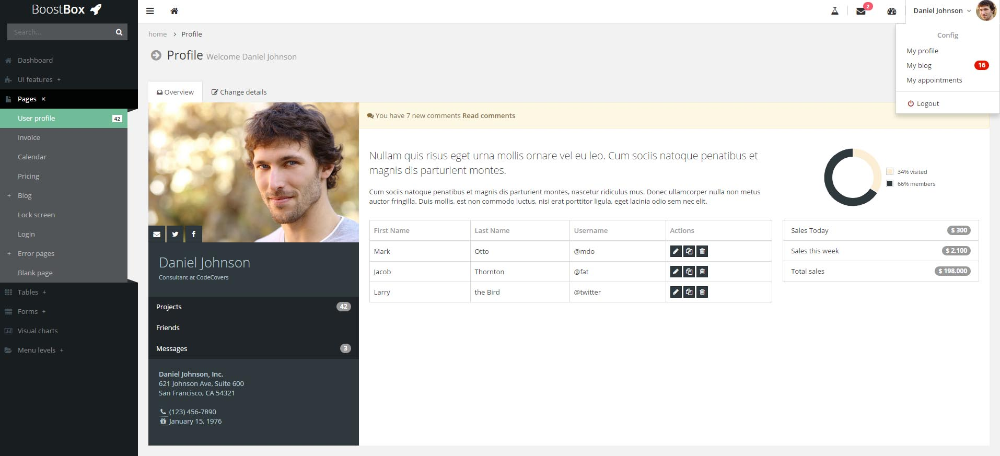 BoostBox
Search...
Dashboard
UI features +
Pages ×
User profile 42
Invoice
Calendar
Pricing
+ Blog
Lock screen
Login
+ Error pages
Blank page
Tables +
Forms +
Visual charts
Menu levels +
2
Daniel Johnson
Config
My profile
My blog 16
My appointments
Logout
home > Profile
Profile Welcome Daniel Johnson
Overview Change details
You have 7 new comments Read comments
Daniel Johnson
Consultant at CodeCovers
Projects 42
Friends
Messages 3
Daniel Johnson, Inc.
621 Johnson Ave, Suite 600
San Francisco, CA 54321
(123) 456-7890
January 15, 1976
Nullam quis risus eget urna mollis ornare vel eu leo. Cum sociis natoque penatibus et
magnis dis parturient montes.
Cum sociis natoque penatibus et magnis dis parturient montes, nascetur ridiculus mus. Donec ullamcorper nulla non metus
auctor fringilla. Duis mollis, est non commodo luctus, nisi erat porttitor ligula, eget lacinia odio sem nec elit.
First Name Last Name Username Actions
Mark Otto @mdo
Jacob Thornton @fat
Larry the Bird @twitter
34% visited
66% members
Sales Today $ 300
Sales this week $ 2.100
Total sales $ 198.000